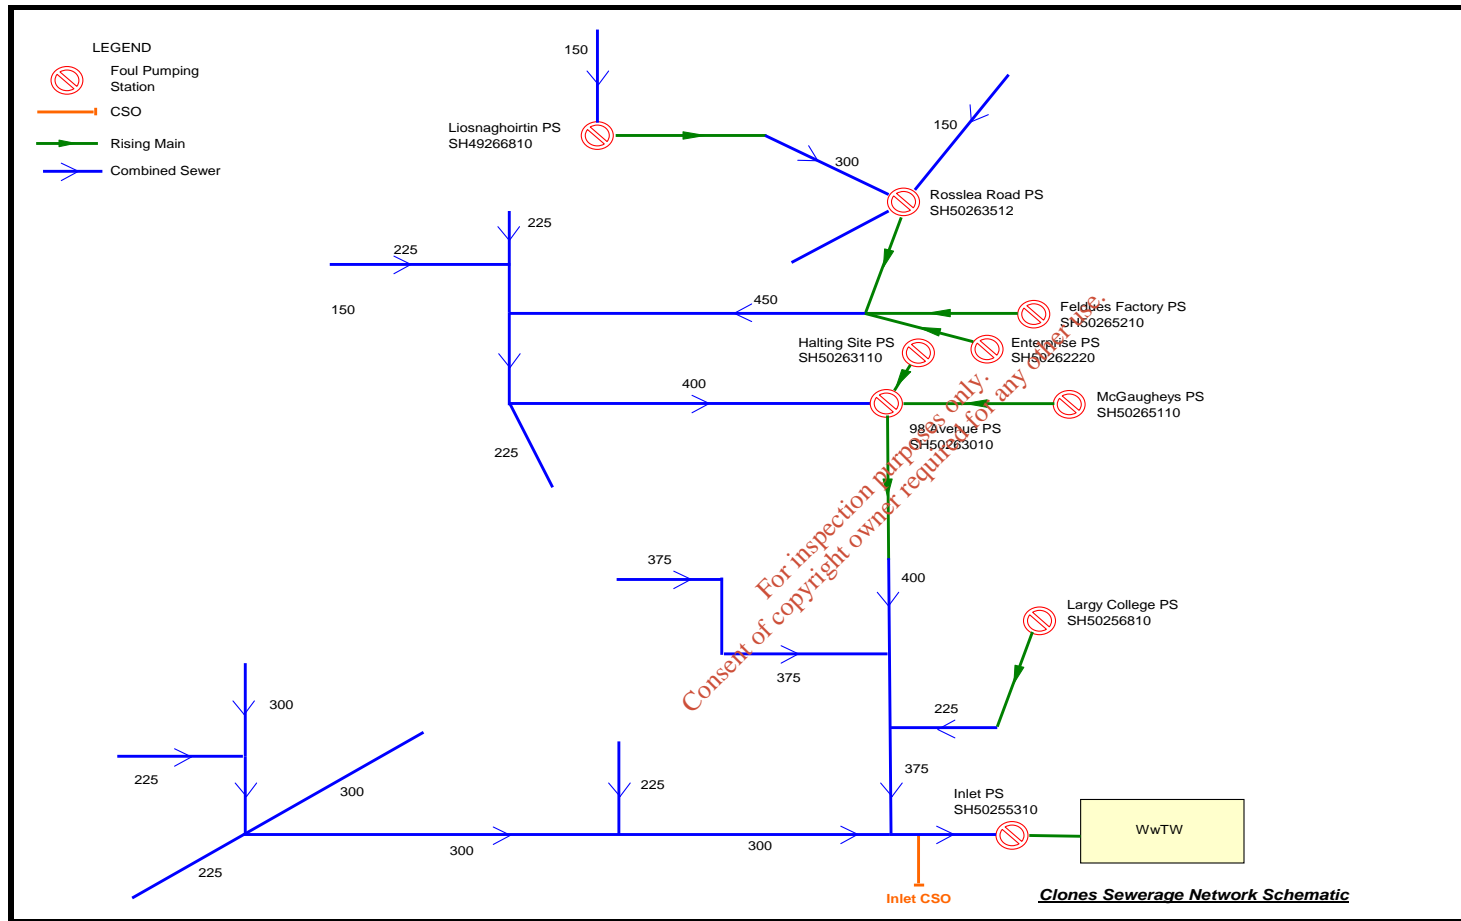 LEGEND
Foul Pumping
Station
CSO
Rising Main
Combined Sewer
150
Liosnaghoirtin PS
SH49266810
150
300
Rosslea Road PS
SH50263512
225
225
150
450
Feldues Factory PS
SH50265210
Halting Site PS
SH50263110
Enterprise PS
SH50262220
400
McGaugheys PS
SH50265110
98 Avenue PS
SH50263010
225
For inspection purposes only.
Consent of copyright owner required for any other use.
375
400
Largy College PS
SH50256810
375
300
225
225
375
300
225
Inlet PS
SH50255310
WwTW
300
300
225
Inlet CSO
Clones Sewerage Network Schematic